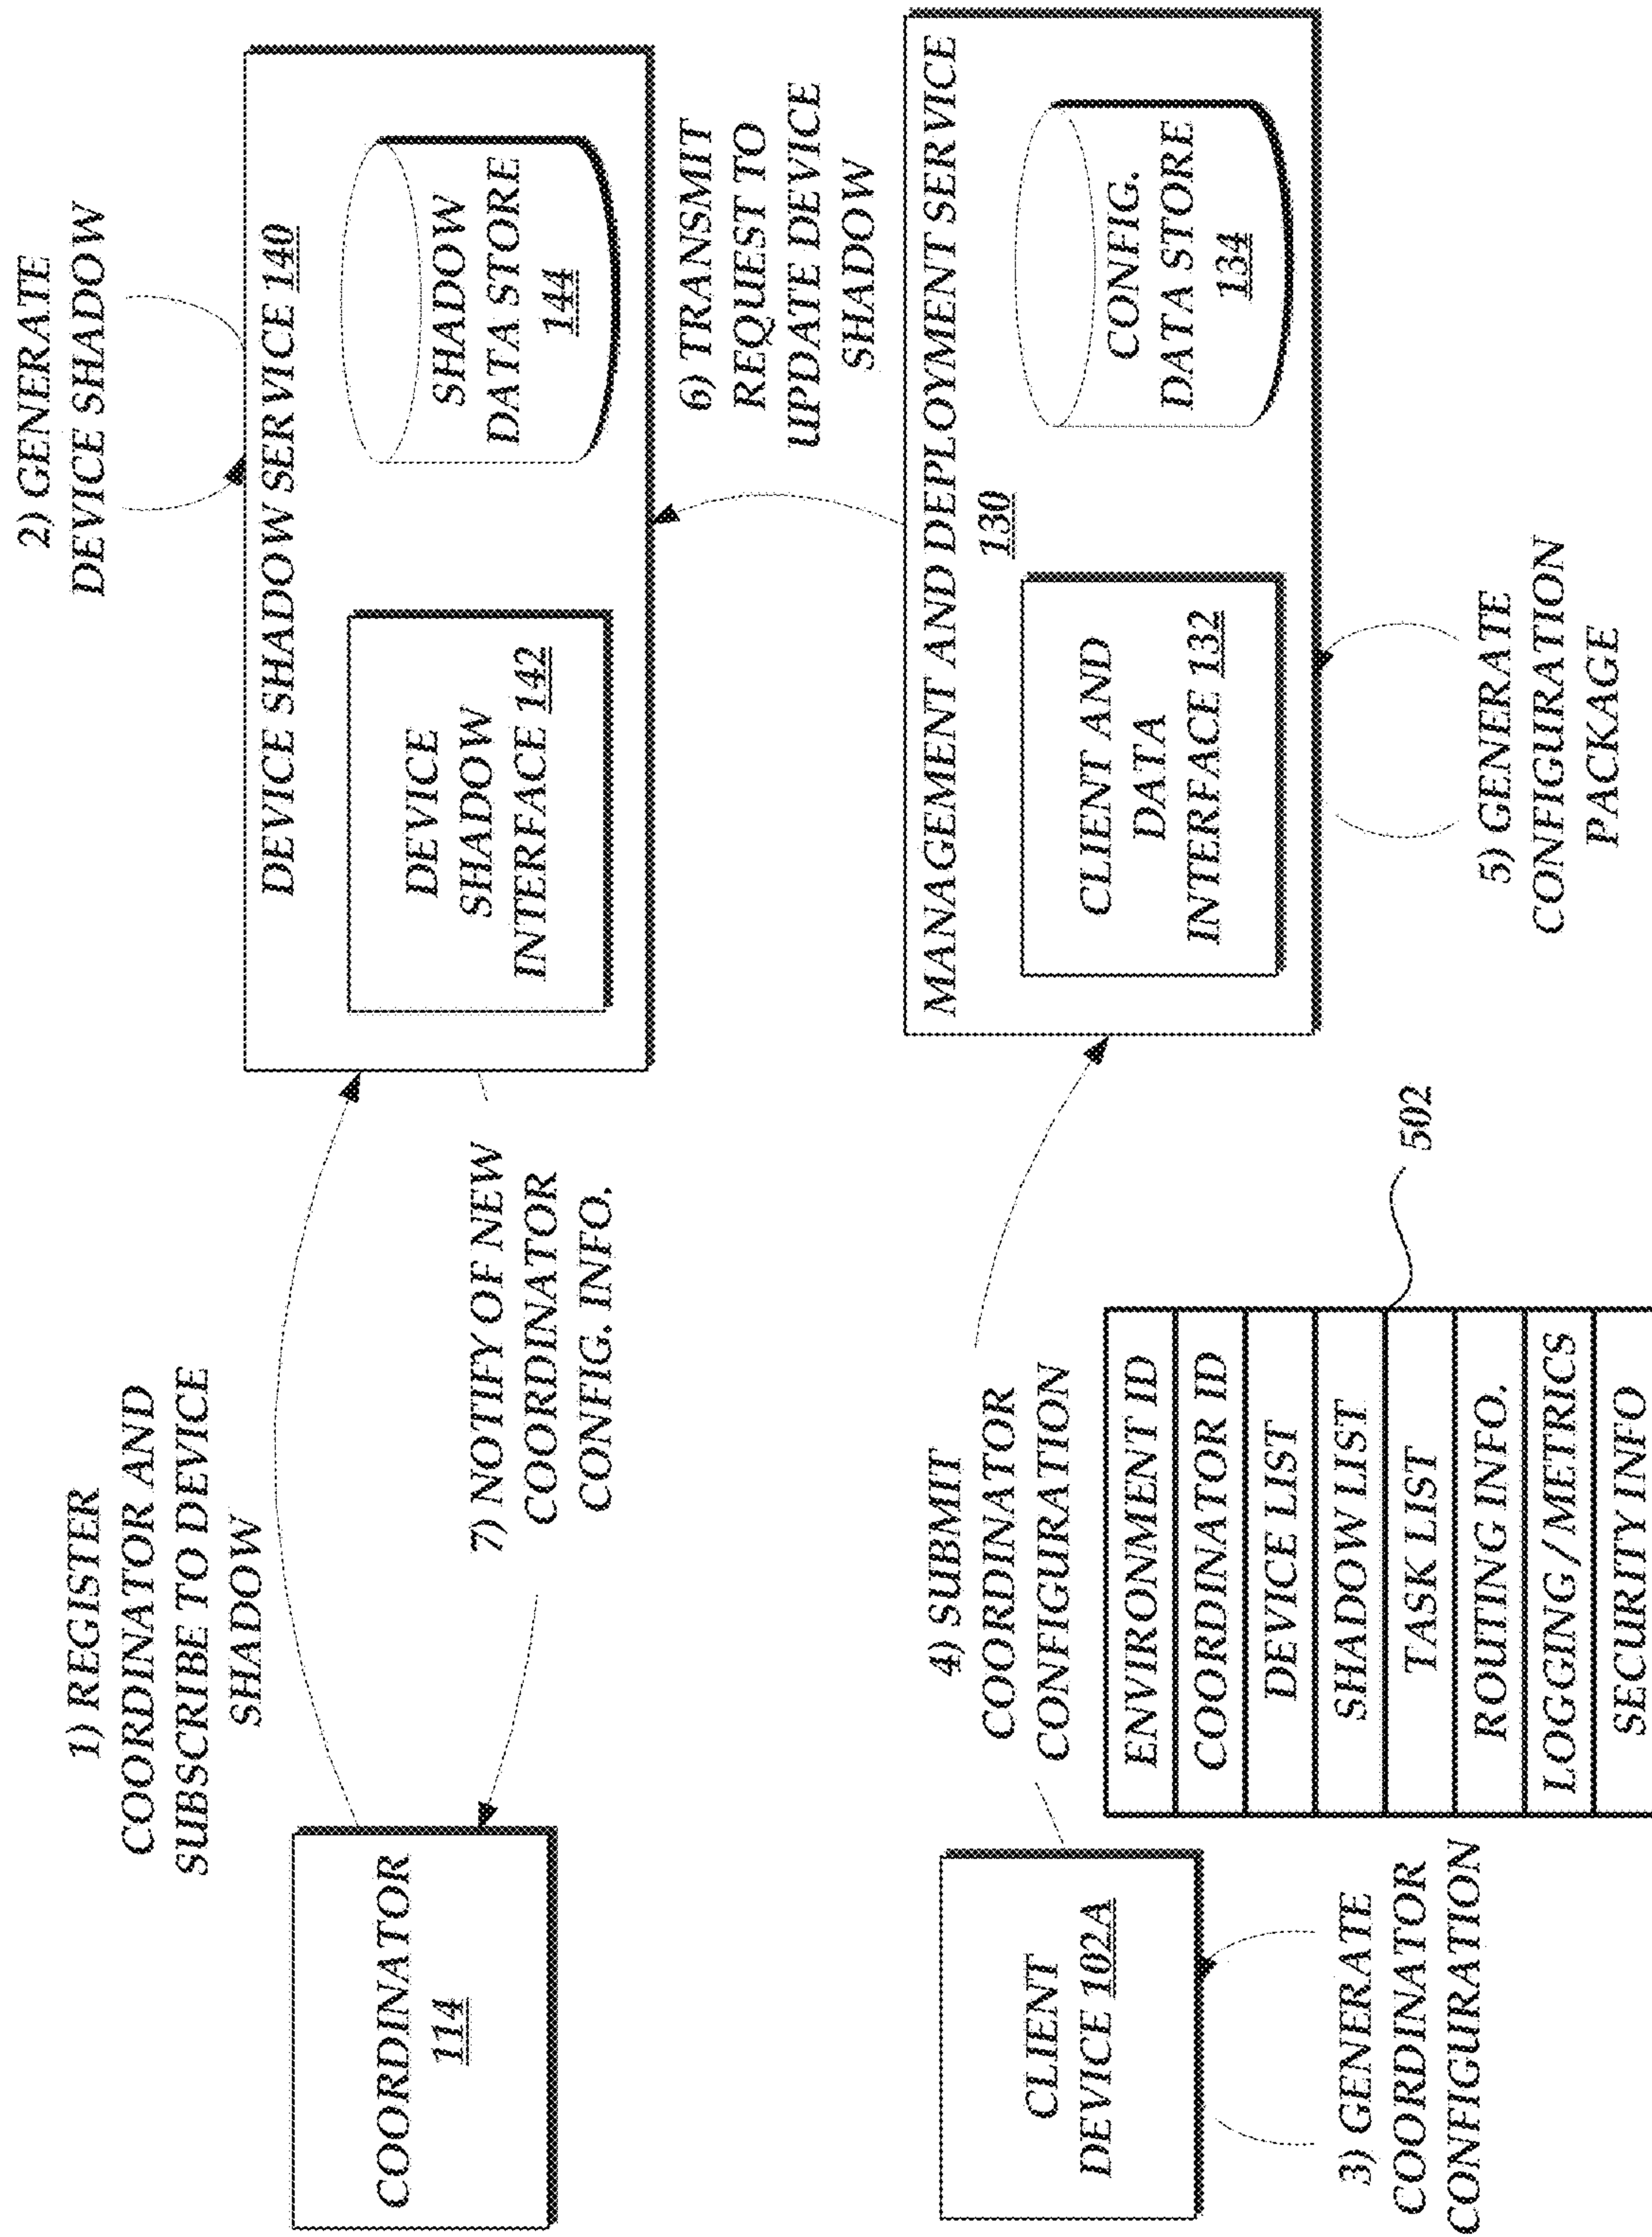 1) REGISTER
COORDINATOR AND
SUBSCRIBE TO DEVICE
SHADOW
2) GENERATE
DEVICE SHADOW
COORDINATOR
114
DEVICE SHADOW SERVICE 140
DEVICE
SHADOW
INTERFACE 142
SHADOW
DATA STORE
144
7) NOTIFY OF NEW
COORDINATOR
CONFIG. INFO.
6) TRANSMIT
REQUEST TO
UPDATE DEVICE
SHADOW
4) SUBMIT
COORDINATOR
CONFIGURATION
MANAGEMENT AND DEPLOYMENT SERVICE
130
CLIENT AND
DATA
INTERFACE 132
CONFIG.
DATA STORE
134
CLIENT
DEVICE 102A
3) GENERATE
COORDINATOR
CONFIGURATION
ENVIRONMENT ID
COORDINATOR ID
DEVICE LIST
SHADOW LIST
TASK LIST
ROUTING INFO.
LOGGING / METRICS
SECURITY INFO
502
5) GENERATE
CONFIGURATION
PACKAGE